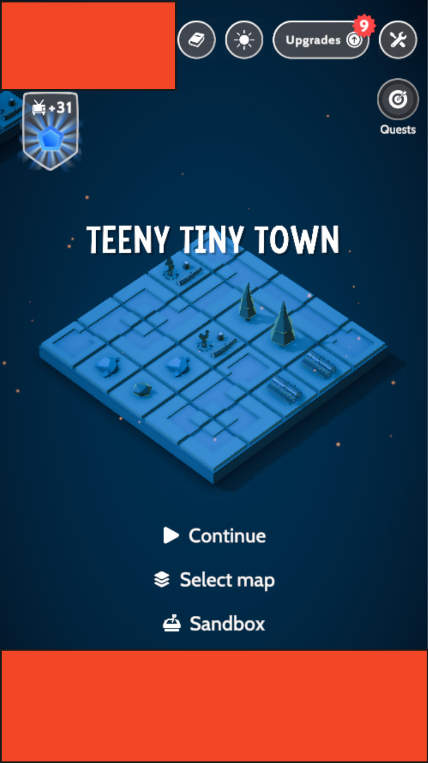 Upgrades
9
+31
Quests
TEENY TINY TOWN
Continue
Select map
Sandbox